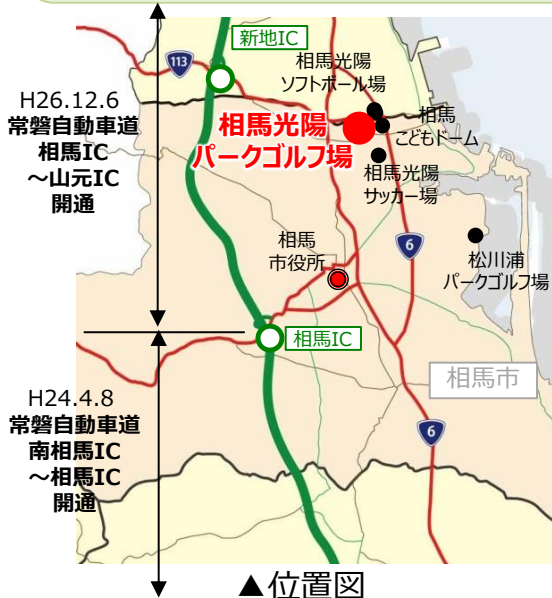 新地IC
113
相馬光陽
ソフトボール場
H26.12.6
常磐自動車道
相馬IC
～山元IC
開通
相馬光陽
パークゴルフ場
相馬
こどもドーム
相馬光陽
サッカー場
6
相馬
市役所
松川浦
パークゴルフ場
相馬IC
相馬市
H24.4.8
常磐自動車道
南相馬IC
～相馬IC
開通
6
▲位置図